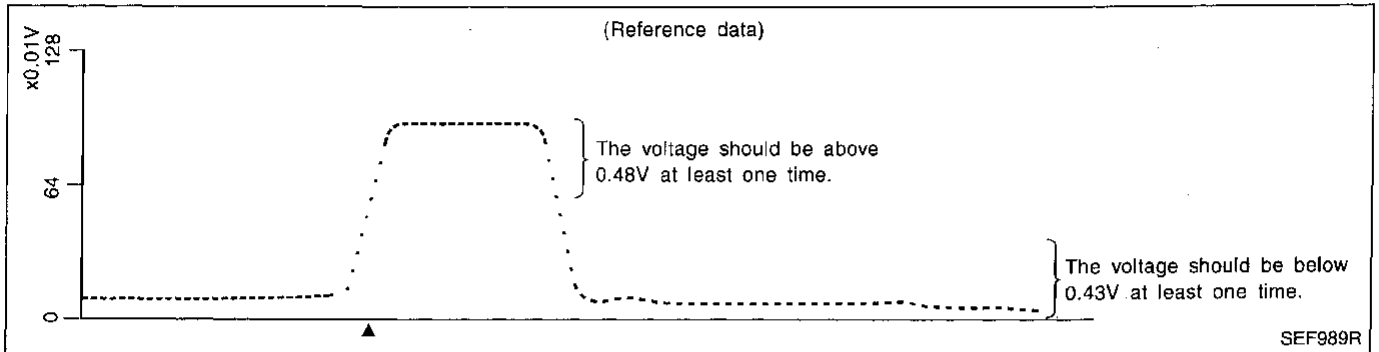 (Reference data)
x0.01V
128
64
0
The voltage should be above
0.48V at least one time.
The voltage should be below
0.43V at least one time.
SEF989R